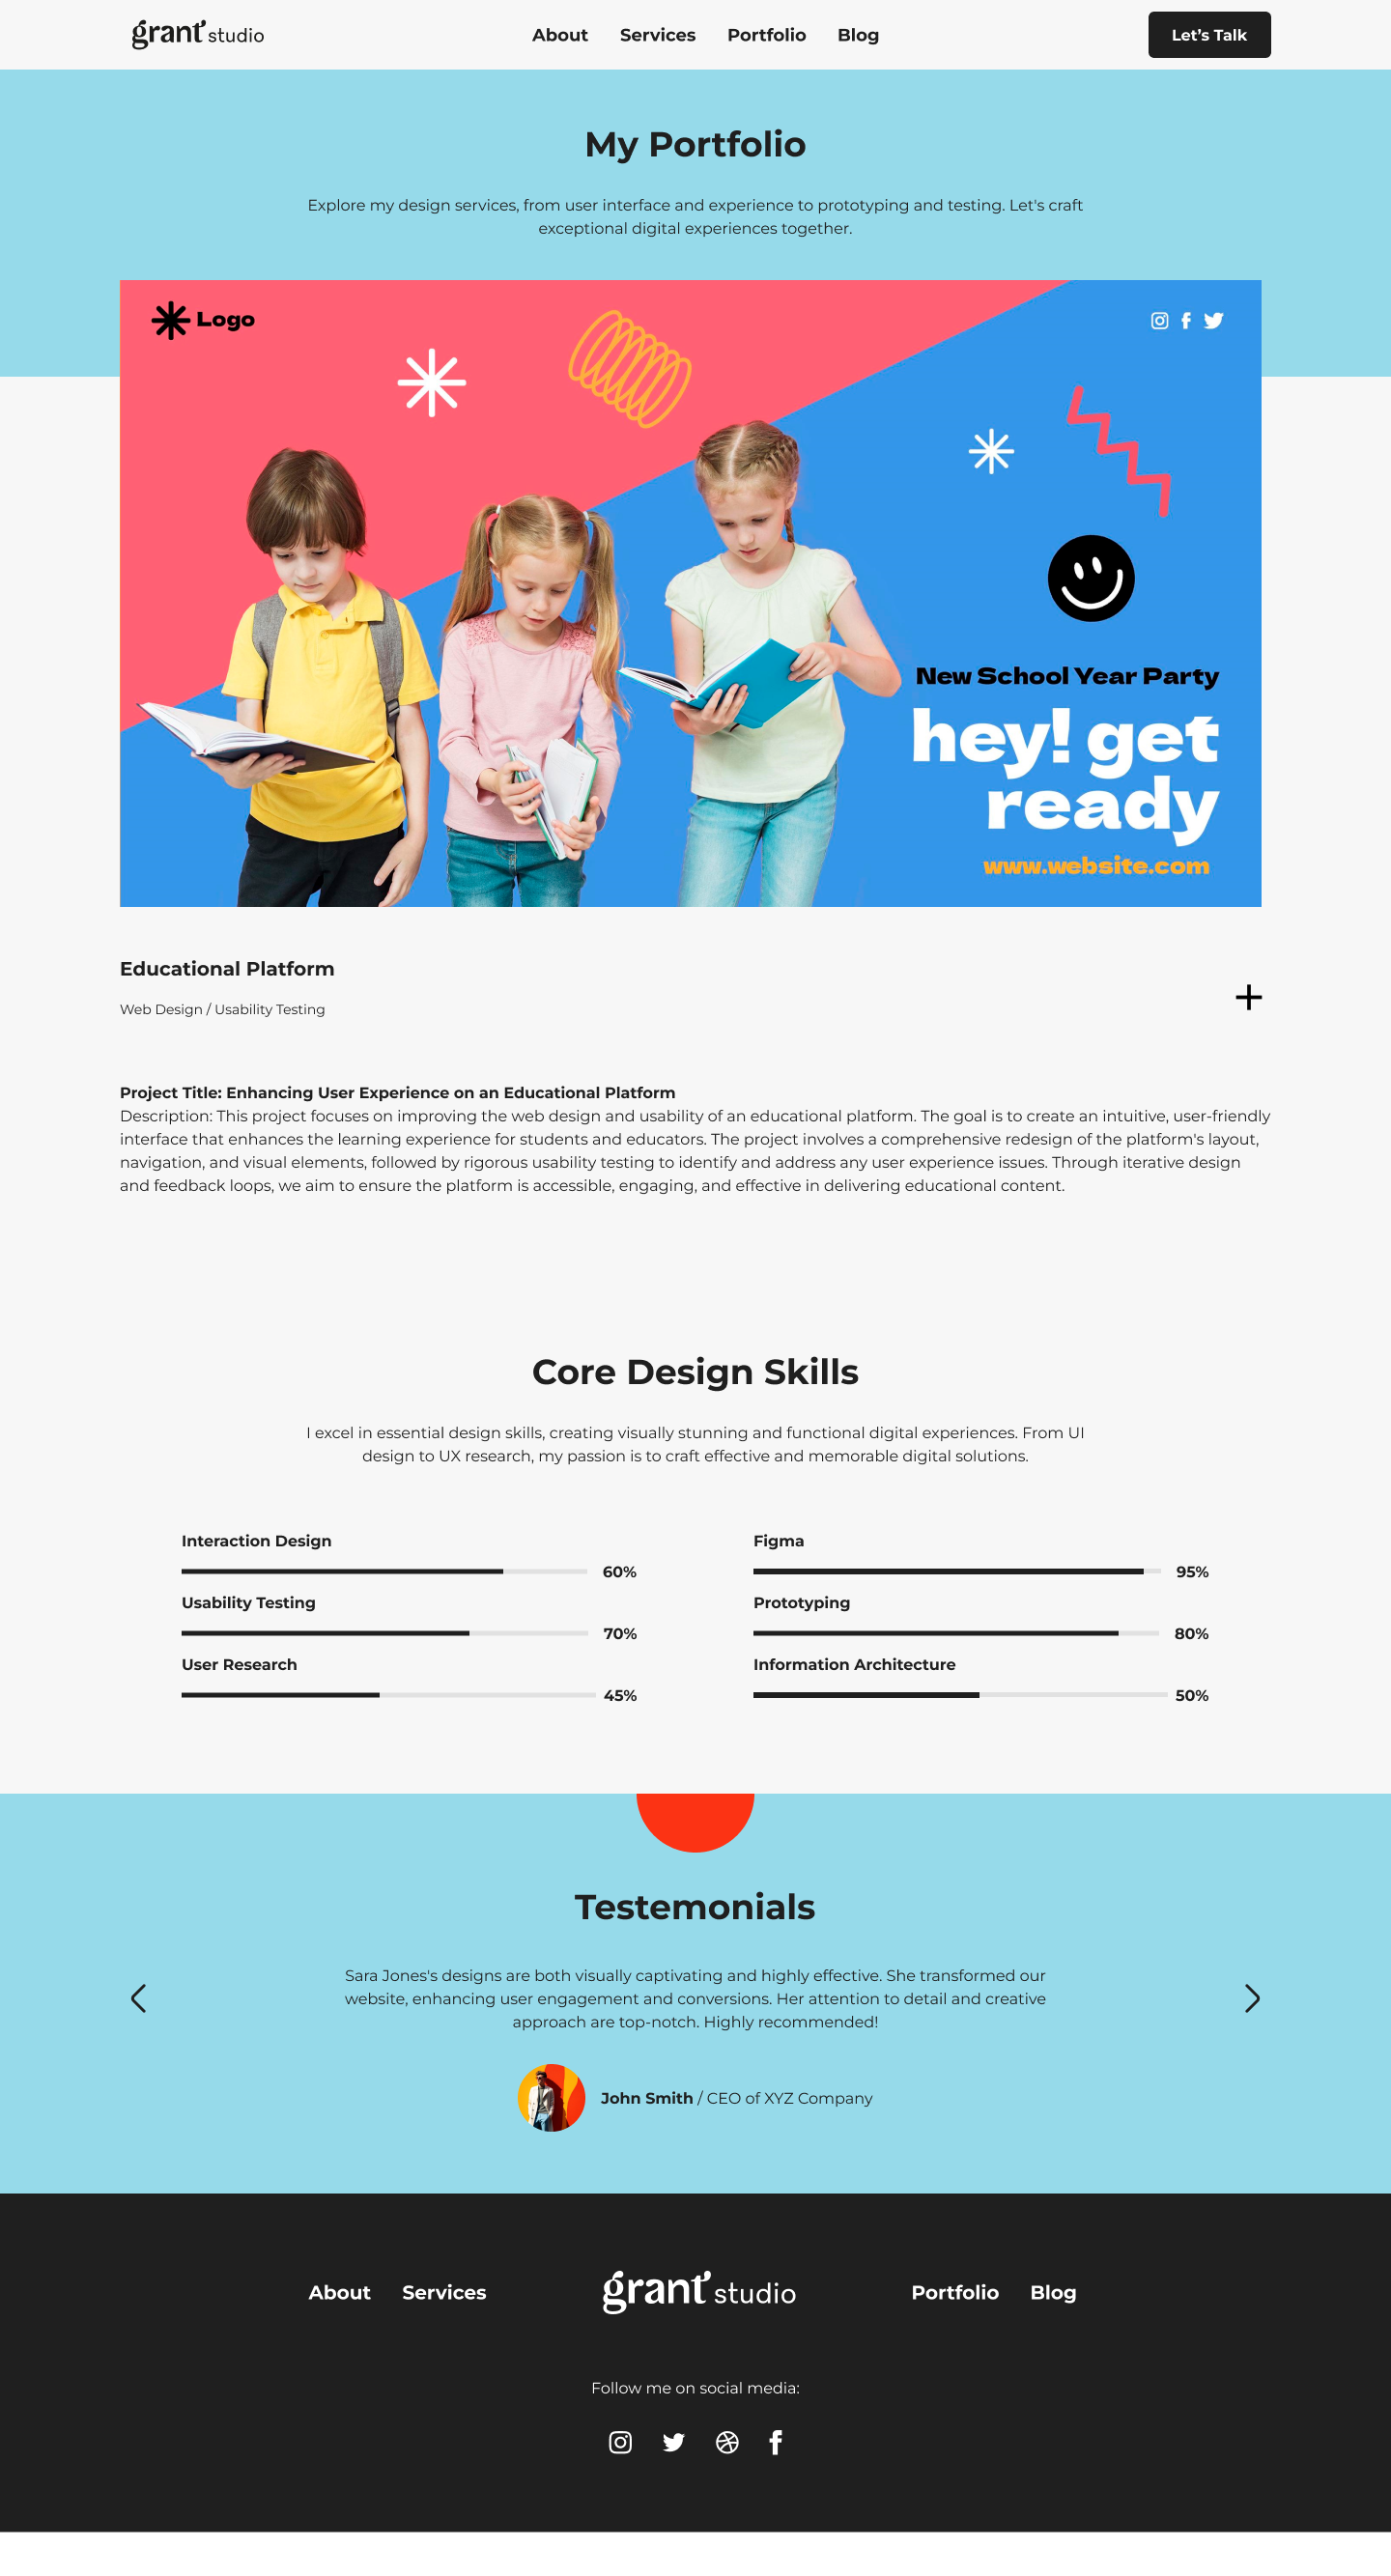 grant studio
About Services Portfolio Blog
Let’s Talk
My Portfolio
Explore my design services, from user interface and experience to prototyping and testing. Let's craft
exceptional digital experiences together.
Logo
New School Year Party
hey! get
ready
www.website.com
Educational Platform
Web Design / Usability Testing
Project Title: Enhancing User Experience on an Educational Platform
Description: This project focuses on improving the web design and usability of an educational platform. The goal is to create an intuitive, user-friendly
interface that enhances the learning experience for students and educators. The project involves a comprehensive redesign of the platform's layout,
navigation, and visual elements, followed by rigorous usability testing to identify and address any user experience issues. Through iterative design
and feedback loops, we aim to ensure the platform is accessible, engaging, and effective in delivering educational content.
Core Design Skills
I excel in essential design skills, creating visually stunning and functional digital experiences. From UI
design to UX research, my passion is to craft effective and memorable digital solutions.
Interaction Design
60%
Usability Testing
70%
User Research
45%
Figma
95%
Prototyping
80%
Information Architecture
50%
Testemonials
Sara Jones's designs are both visually captivating and highly effective. She transformed our
website, enhancing user engagement and conversions. Her attention to detail and creative
approach are top-notch. Highly recommended!
John Smith / CEO of XYZ Company
About Services
grant studio
Portfolio Blog
Follow me on social media: